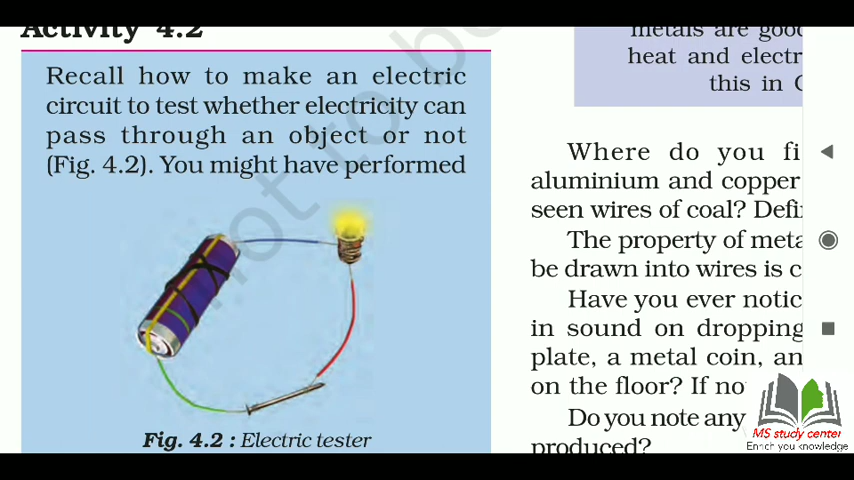 Activity 4.2
Recall how to make an electric
circuit to test whether electricity can
pass through an object or not
(Fig. 4.2). You might have performed
Fig. 4.2 : Electric tester
metals are good
heat and electr
this in C
Where do you fi
aluminium and copper
seen wires of coal? Defi
The property of meta
be drawn into wires is c
Have you ever notic
in sound on dropping
plate, a metal coin, an
on the floor? If no
Do you note any
produced?
not to be
MS study center
Enrich you knowledge